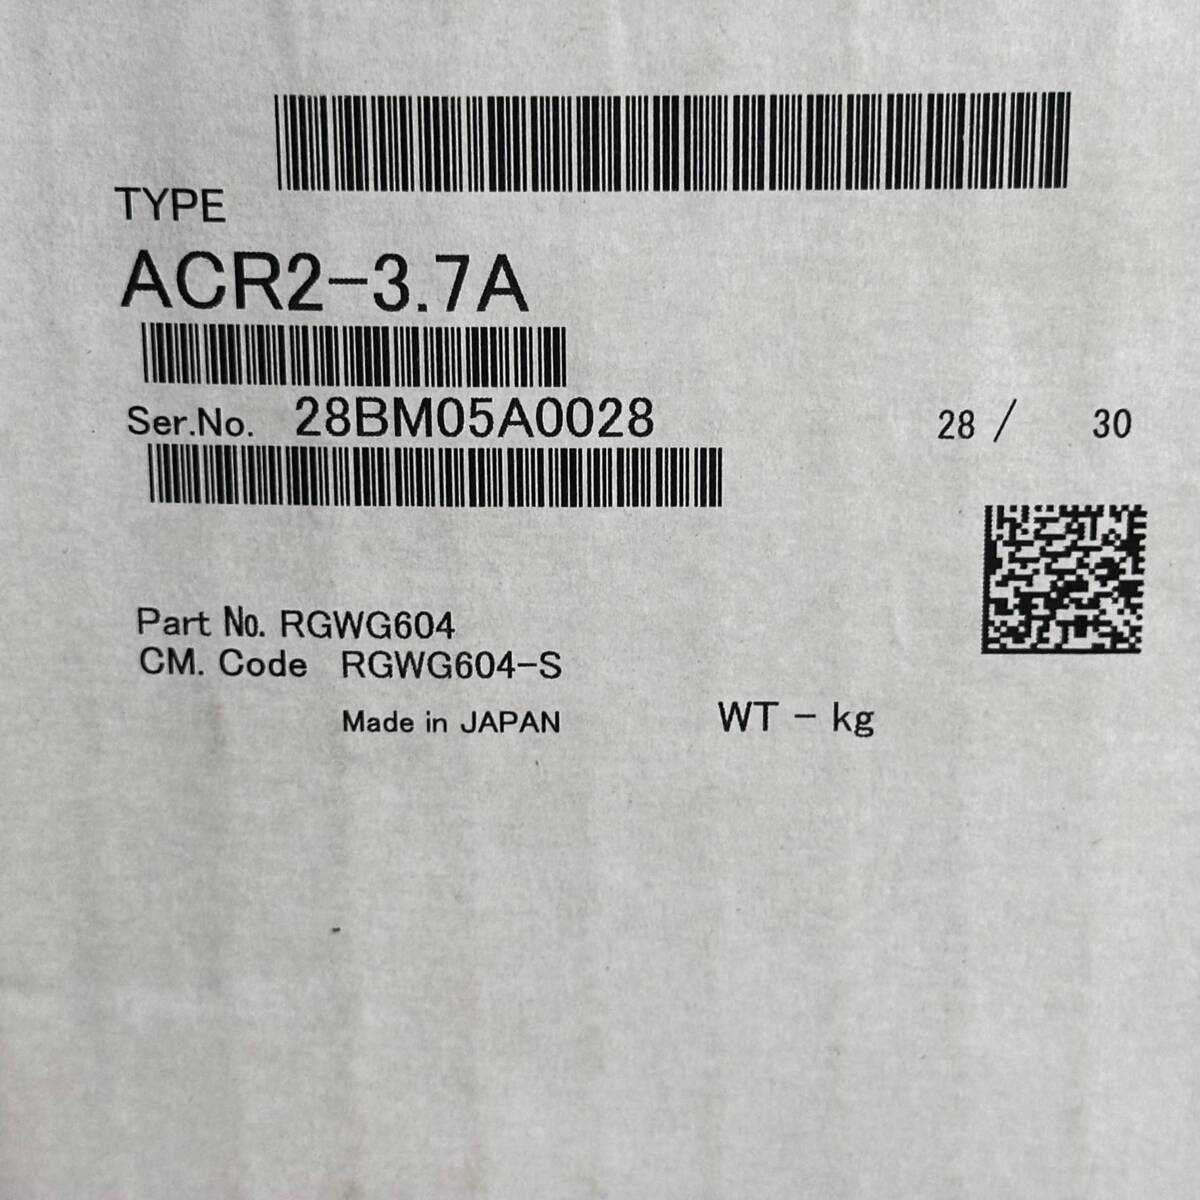 TYPE
ACR2-3.7A
Ser.No. 28BM05A0028 28 / 30
Part No. RGWG604
CM. Code RGWG604-S
Made in JAPAN WT - kg